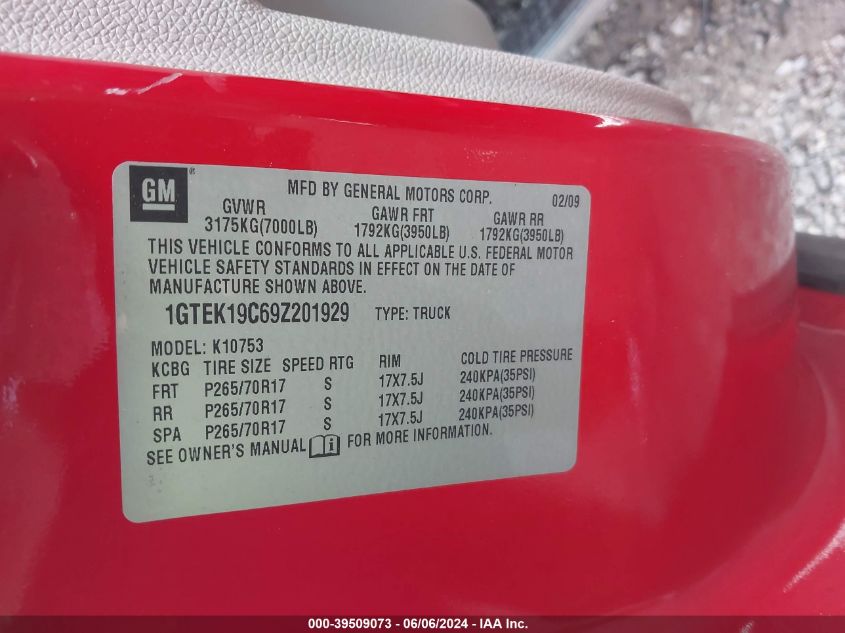 GM
MFD BY GENERAL MOTORS CORP. 02/09
GVWR GAWR FRT GAWR RR
3175KG(7000LB) 1792KG(3950LB) 1792KG(3950LB)
THIS VEHICLE CONFORMS TO ALL APPLICABLE U.S. FEDERAL MOTOR
VEHICLE SAFETY STANDARDS IN EFFECT ON THE DATE OF
MANUFACTURE SHOWN ABOVE.
1GTEK19C69Z201929 TYPE: TRUCK
MODEL: K10753
KCBG TIRE SIZE SPEED RTG RIM COLD TIRE PRESSURE
FRT P265/70R17 S 17X7.5J 240KPA(35PSI)
RR P265/70R17 S 17X7.5J 240KPA(35PSI)
SPA P265/70R17 S 17X7.5J 240KPA(35PSI)
SEE OWNER'S MANUAL FOR MORE INFORMATION.
000-39509073 - 06/06/2024 - IAA Inc.